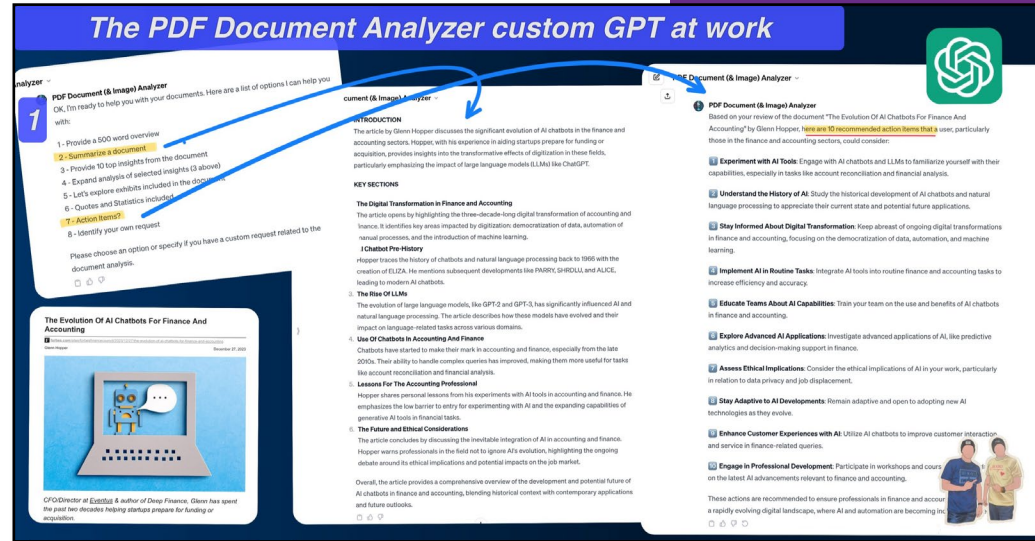 The PDF Document Analyzer custom GPT at work
nalyzer
1
PDF Document (& Image) Analyzer
OK, I'm ready to help you with your documents. Here are a list of options I can help you
with:
1 - Provide a 500 word overview
2 - Summarize a document
3 - Provide 10 top insights from the document
4 - Expand analysis of selected insights (3 above)
5 - Let's explore exhibits included in the document
6 - Quotes and Statistics included
7 - Action Items?
8 - Identify your own request
Please choose an option or specify if you have a custom request related to the
document analysis.
The Evolution Of AI Chatbots For Finance And
Accounting
Glenn Hopper
December 27, 2023
CFO/Director at Eventus & author of Deep Finance, Glenn has spent
the past two decades helping startups prepare for funding or
acquisition.
cument (& Image) Analyzer
INTRODUCTION
The article by Glenn Hopper discusses the significant evolution of AI chatbots in the finance and
accounting sectors. Hopper, with his experience in aiding startups prepare for funding or
acquisition, provides insights into the transformative effects of digitization in these fields,
particularly emphasizing the impact of large language models (LLMs) like ChatGPT.
KEY SECTIONS
The Digital Transformation in Finance and Accounting
The article opens by highlighting the three-decade-long digital transformation of accounting and
finance. It identifies key areas impacted by digitization: democratization of data, automation of
manual processes, and the introduction of machine learning.
I Chatbot Pre-History
Hopper traces the history of chatbots and natural language processing back to 1966 with the
creation of ELIZA. He mentions subsequent developments like PARRY, SHRDLU, and ALICE,
leading to modern AI chatbots.
3. The Rise Of LLMs
The evolution of large language models, like GPT-2 and GPT-3, has significantly influenced AI and
natural language processing. The article describes how these models have evolved and their
impact on language-related tasks across various domains.
4. Use Of Chatbots In Accounting And Finance
Chatbots have started to make their mark in accounting and finance, especially from the late
2010s. Their ability to handle complex queries has improved, making them more useful for tasks
like account reconciliation and financial analysis.
5. Lessons For The Accounting Professional
Hopper shares personal lessons from his experiments with AI tools in accounting and finance. He
emphasizes the low barrier to entry for experimenting with AI and the expanding capabilities of
generative AI tools in financial tasks.
6. The Future and Ethical Considerations
The article concludes by discussing the inevitable integration of AI in accounting and finance.
Hopper warns professionals in the field not to ignore AI's evolution, highlighting the ongoing
debate around its ethical implications and potential impacts on the job market.
Overall, the article provides a comprehensive overview of the development and potential future of
AI chatbots in finance and accounting, blending historical context with contemporary applications
and future outlooks.
PDF Document (& Image) Analyzer
PDF Document (& Image) Analyzer
Based on your review of the document "The Evolution Of AI Chatbots For Finance And
Accounting" by Glenn Hopper, here are 10 recommended action items that a user, particularly
those in the finance and accounting sectors, could consider:
1 Experiment with AI Tools: Engage with AI chatbots and LLMs to familiarize yourself with their
capabilities, especially in tasks like account reconciliation and financial analysis.
2 Understand the History of AI: Study the historical development of AI chatbots and natural
language processing to appreciate their current state and potential future applications.
3 Stay Informed About Digital Transformation: Keep abreast of ongoing digital transformations
in finance and accounting, focusing on the democratization of data, automation, and machine
learning.
4 Implement AI in Routine Tasks: Integrate AI tools into routine finance and accounting tasks to
increase efficiency and accuracy.
5 Educate Teams About AI Capabilities: Train your team on the use and benefits of AI chatbots
in finance and accounting.
6 Explore Advanced AI Applications: Investigate advanced applications of AI, like predictive
analytics and decision-making support in finance.
7 Assess Ethical Implications: Consider the ethical implications of AI in your work, particularly
in relation to data privacy and job displacement.
8 Stay Adaptive to AI Developments: Remain adaptive and open to adopting new AI
technologies as they evolve.
9 Enhance Customer Experiences with AI: Utilize AI chatbots to improve customer interaction
and service in finance-related queries.
10 Engage in Professional Development: Participate in workshops and cours
on the latest AI advancements relevant to finance and accounting.
These actions are recommended to ensure professionals in finance and accour
a rapidly evolving digital landscape, where AI and automation are becoming inc